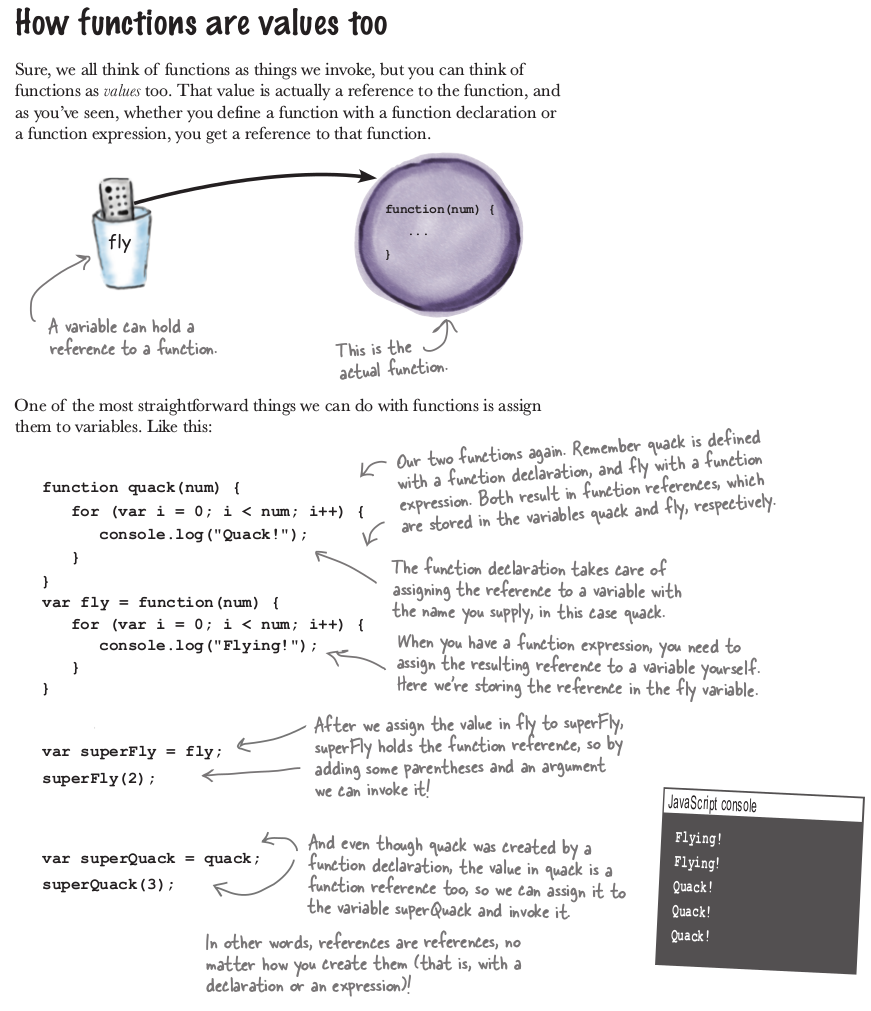 How functions are values too
Sure, we all think of functions as things we invoke, but you can think of
functions as values too. That value is actually a reference to the function, and
as you've seen, whether you define a function with a function declaration or
a function expression, you get a reference to that function.
fly
function(num) {
...
}
A variable can hold a
reference to a function.
This is the
actual function.
One of the most straightforward things we can do with functions is assign
them to variables. Like this:
Our two functions again. Remember quack is defined
with a function declaration, and fly with a function
expression. Both result in function references, which
are stored in the variables quack and fly, respectively.
function quack(num) {
for (var i = 0; i < num; i++) {
console.log("Quack!");
}
}
The function declaration takes care of
assigning the reference to a variable with
the name you supply, in this case quack.
var fly = function(num) {
for (var i = 0; i < num; i++) {
console.log("Flying!");
}
}
When you have a function expression, you need to
assign the resulting reference to a variable yourself.
Here we're storing the reference in the fly variable.
var superFly = fly;
superFly(2);
After we assign the value in fly to superFly,
superFly holds the function reference, so by
adding some parentheses and an argument
we can invoke it!
var superQuack = quack;
superQuack(3);
And even though quack was created by a
function declaration, the value in quack is a
function reference too, so we can assign it to
the variable superQuack and invoke it.
In other words, references are references, no
matter how you create them (that is, with a
declaration or an expression)!
JavaScript console
Flying!
Flying!
Quack!
Quack!
Quack!